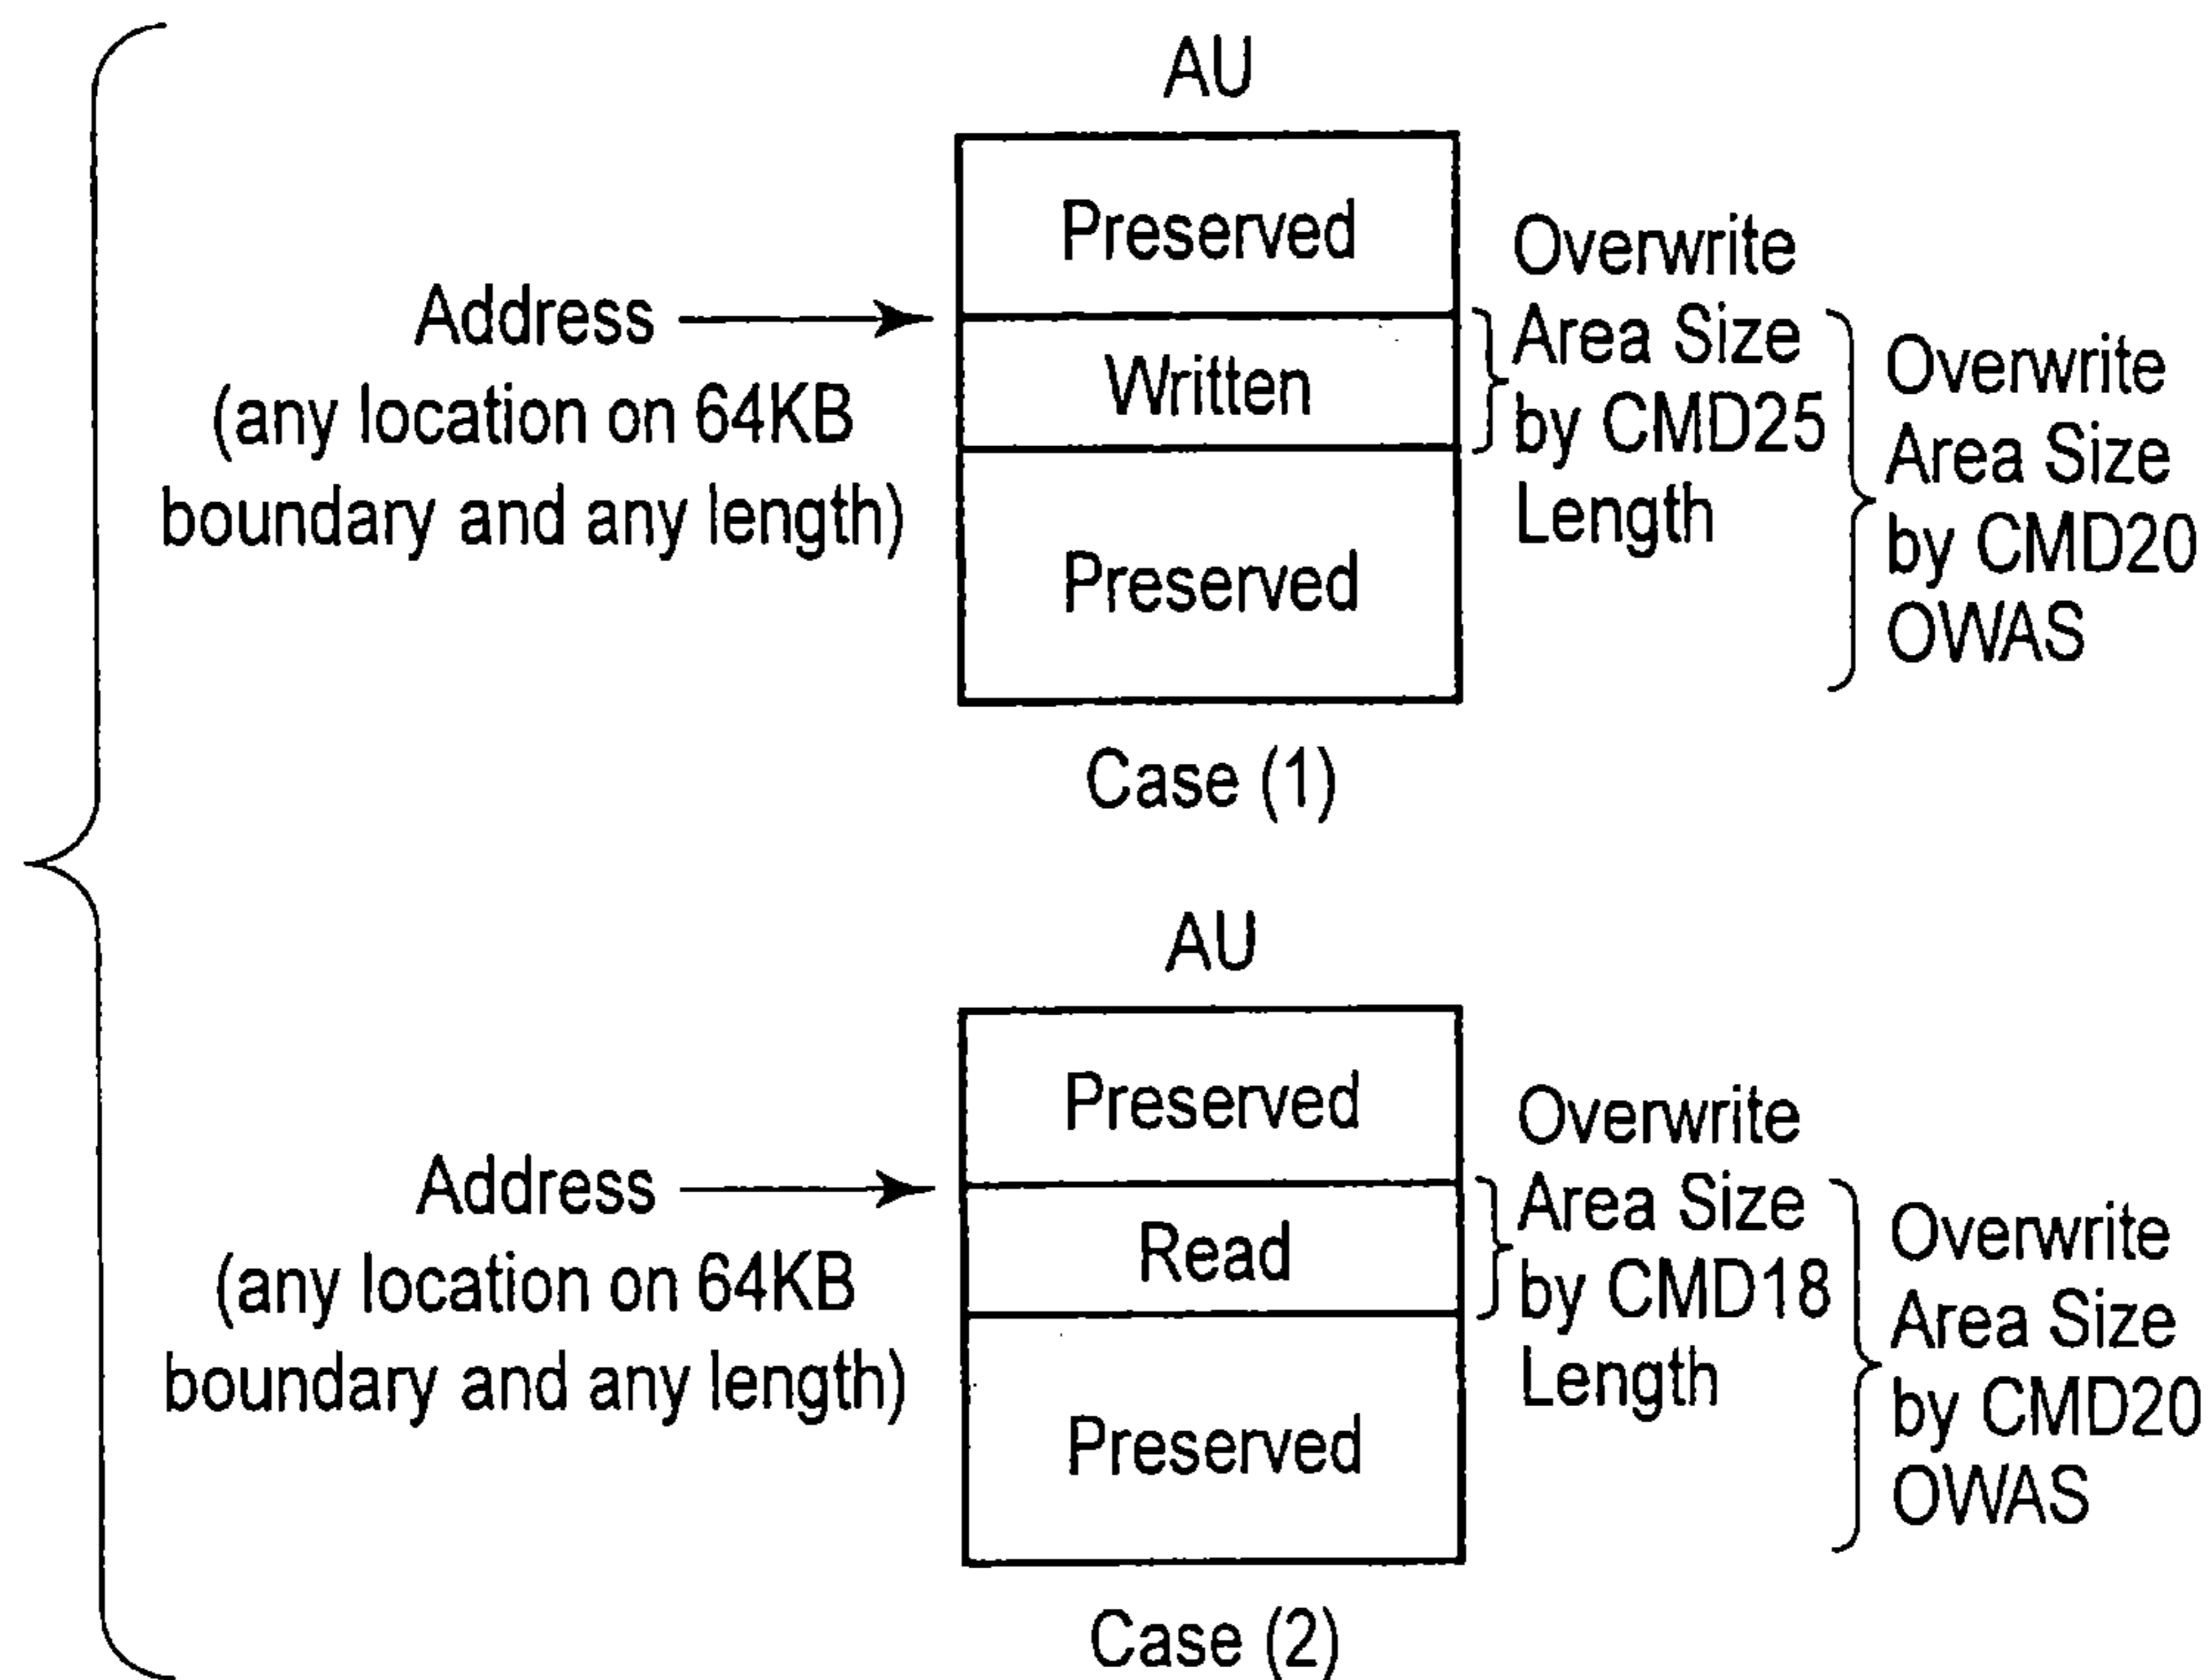 AU
Preserved
Address
(any location on 64KB
boundary and any length)
Written
Preserved
Overwrite
Area Size
by CMD25
Length
Overwrite
Area Size
by CMD20
OWAS
Case (1)
AU
Preserved
Address
(any location on 64KB
boundary and any length)
Read
Preserved
Overwrite
Area Size
by CMD18
Length
Overwrite
Area Size
by CMD20
OWAS
Case (2)